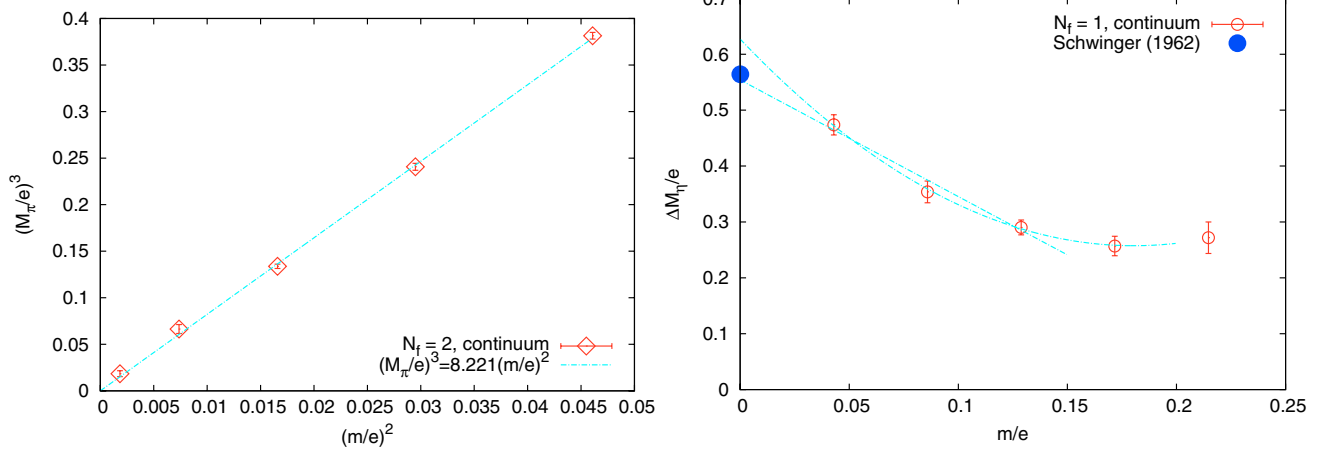 0.4
0.35
0.3
0.25
0.2
0.15
0.1
0.05
0
(M_π/e)^3
N_f = 2, continuum
(M_π/e)^3=8.221(m/e)^2
0 0.005 0.01 0.015 0.02 0.025 0.03 0.035 0.04 0.045 0.05
(m/e)^2
0.7
0.6
0.5
0.4
0.3
0.2
0.1
0
ΔM_η/e
N_f = 1, continuum
Schwinger (1962)
0 0.05 0.1 0.15 0.2 0.25
m/e